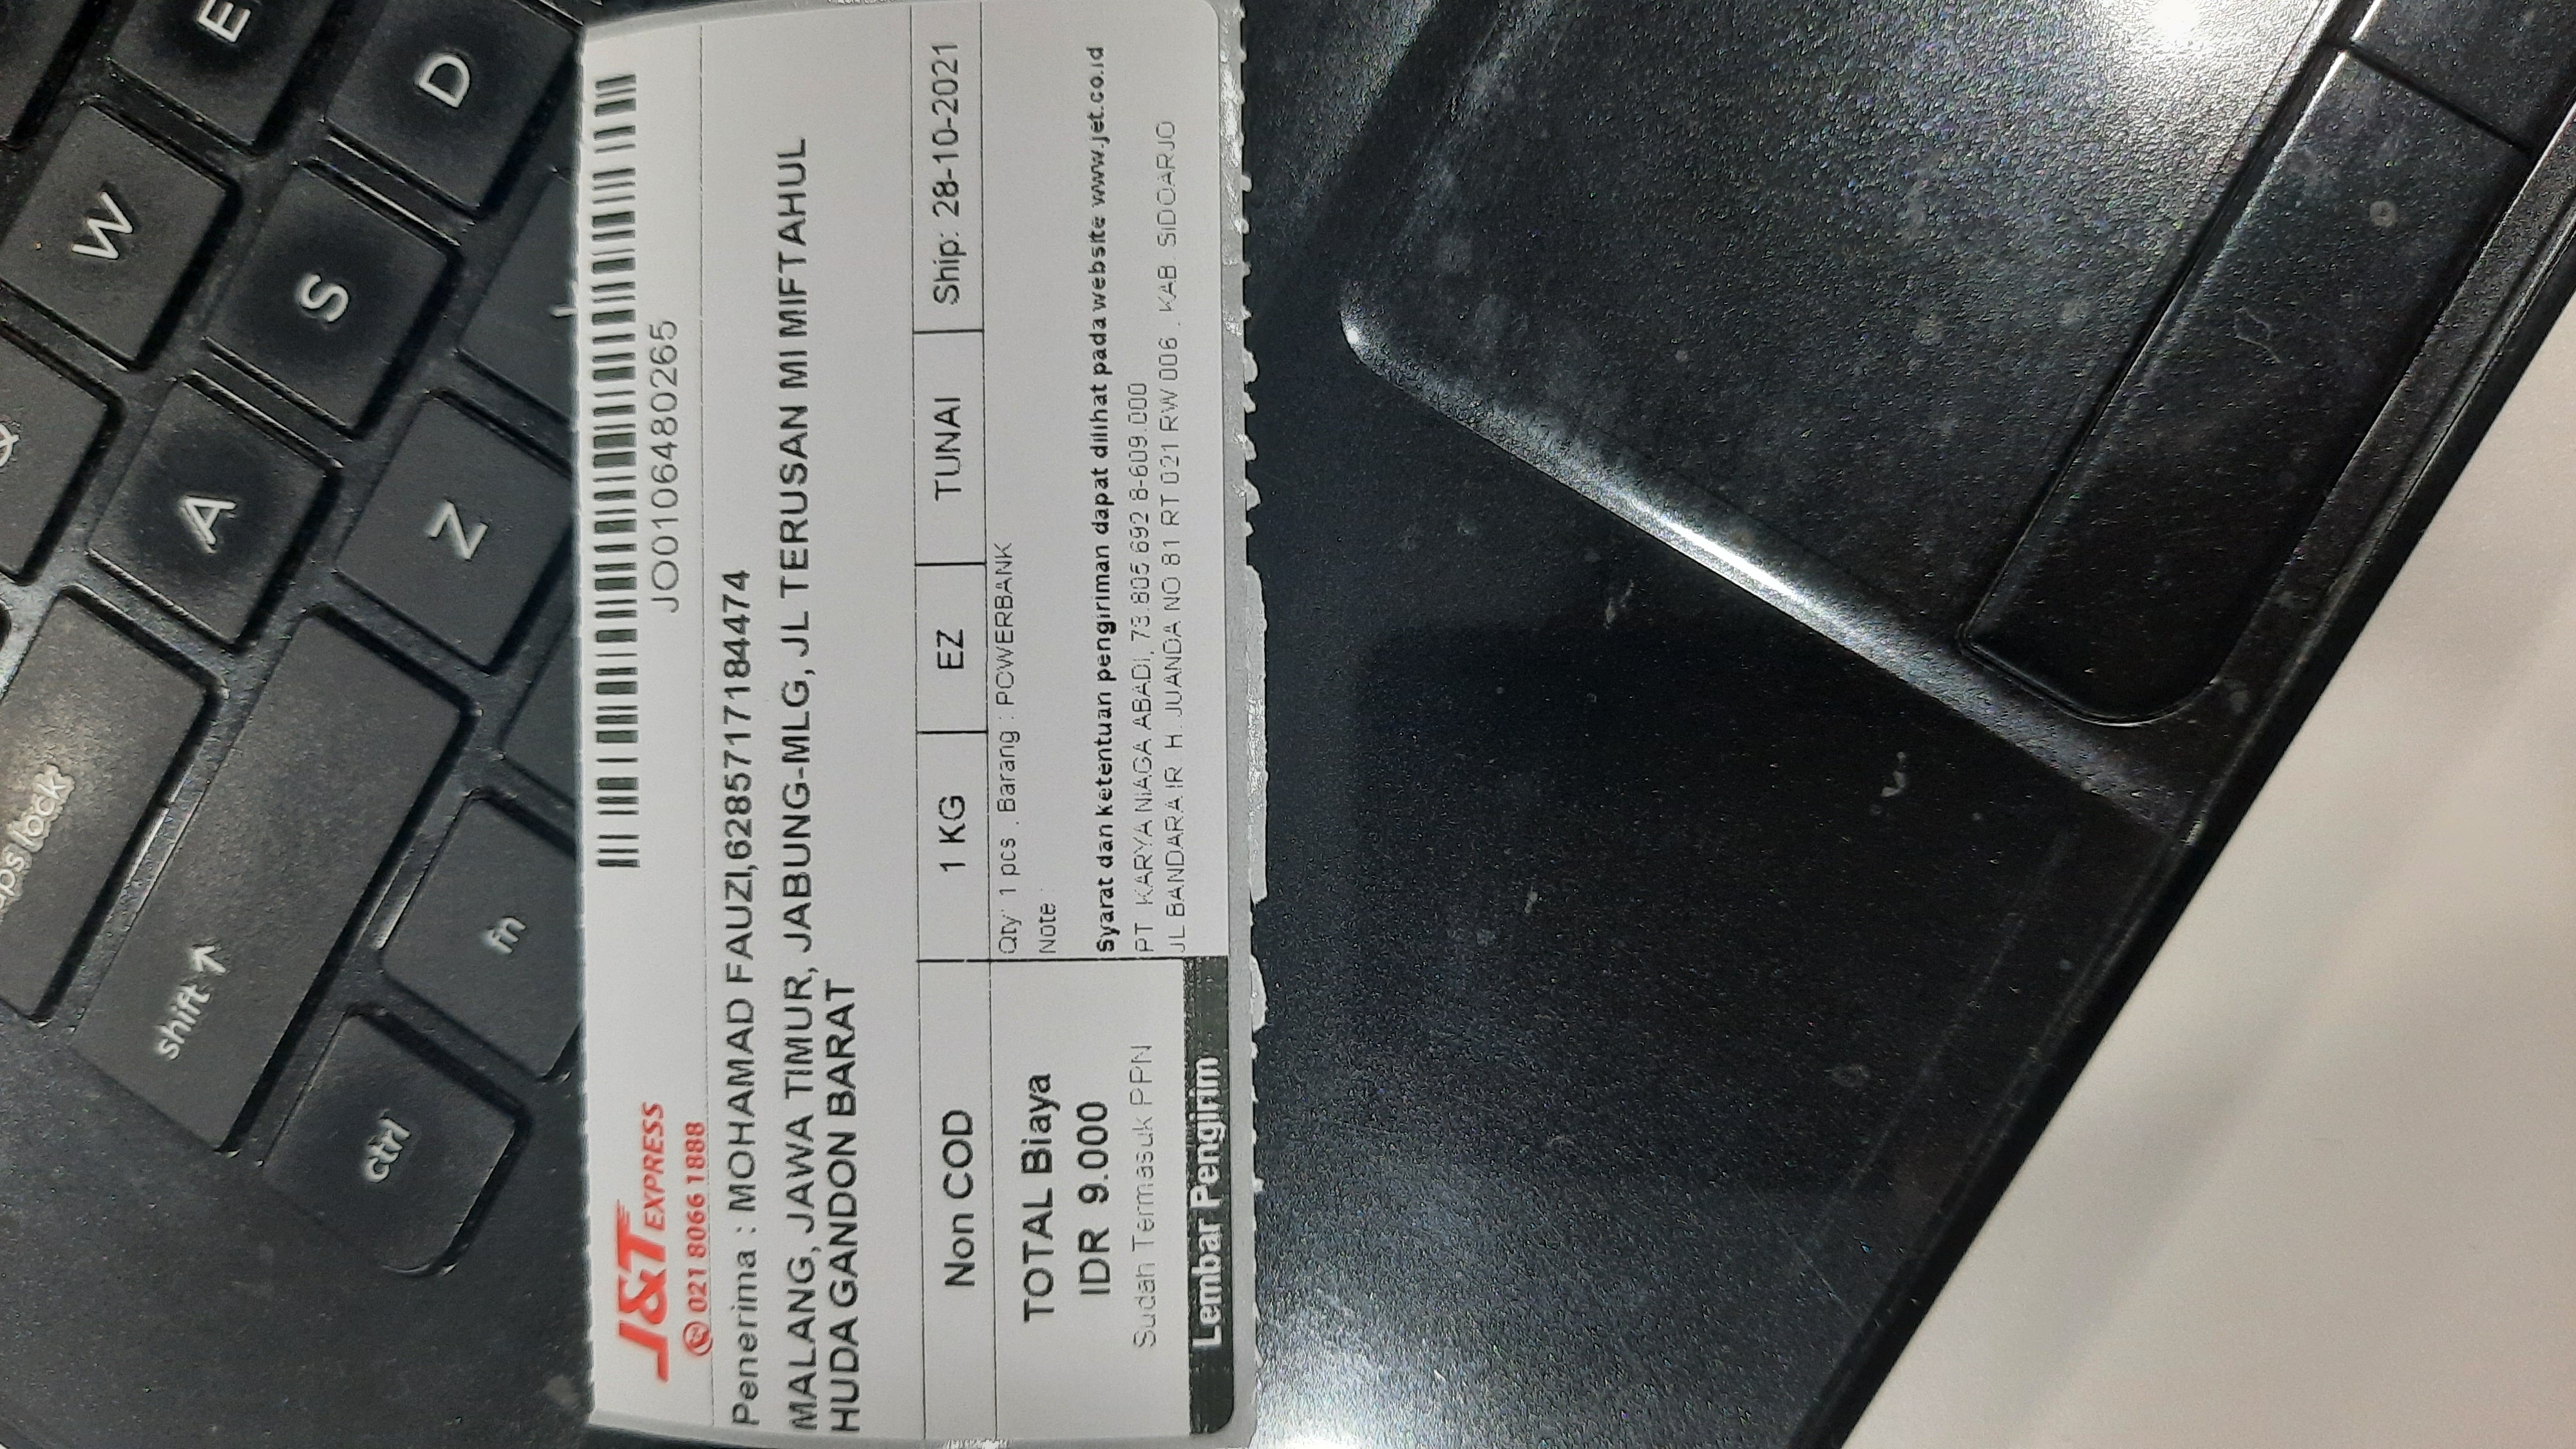 ps lock
Q
W
E
shift ↑
A
S
D
ctrl
fn
Z
J&T EXPRESS
021 8066 1888
JO0106480265
Penerima : MOHAMAD FAUZI,6285717184474
MALANG, JAWA TIMUR, JABUNG-MLG, JL TERUSAN MI MIFTAHUL
HUDA GANDON BARAT
Non COD
1 KG
EZ
TUNAI
Ship: 28-10-2021
TOTAL Biaya
IDR 9.000
Sudah Termasuk PPN
Lembar Pengirim
Qty: 1 pcs , Barang : POWERBANK
Note :
Syarat dan ketentuan pengiriman dapat dilihat pada website www.jet.co.id
PT. KARYA NIAGA ABADI, 73.805.692.8-609.000
JL BANDARA IR. H. JUANDA NO 81 RT 021 RW 006 , KAB. SIDOARJO